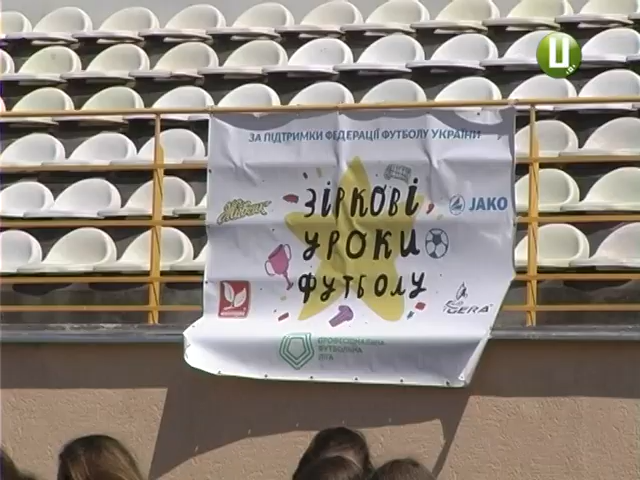 Ц
ЗА ПІДТРИМКИ ФЕДЕРАЦІЇ ФУТБОЛУ УКРАЇНИ
ЗІРКОВІ
УРОКИ
ФУТБОЛУ
JAKO
GERA
ПРОФЕСІОНАЛЬНА
ФУТБОЛЬНА
ЛІГА